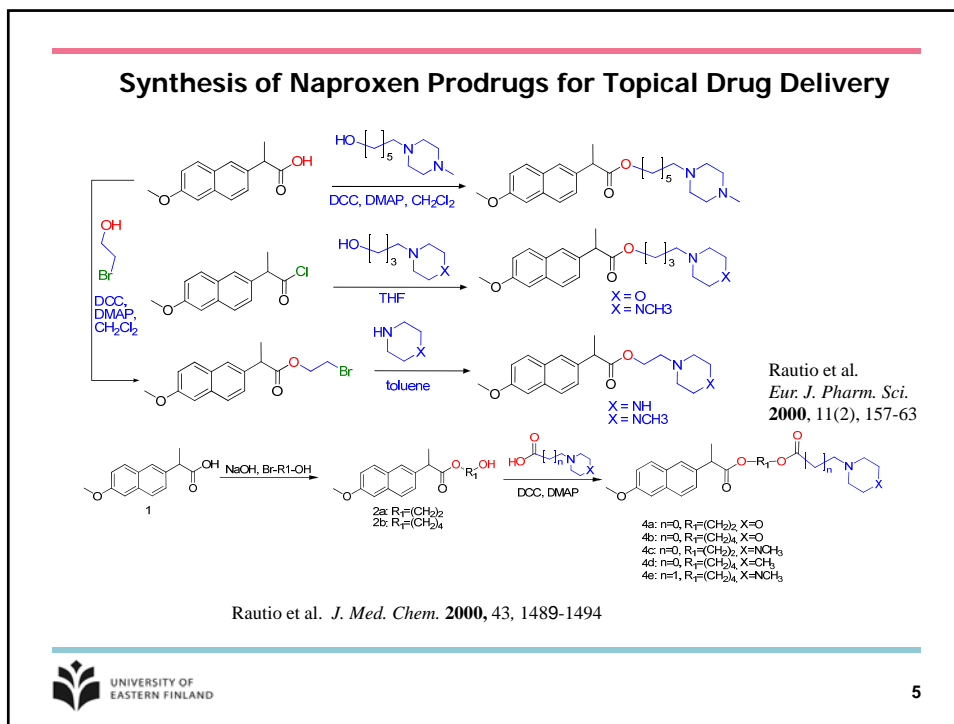 Synthesis of Naproxen Prodrugs for Topical Drug Delivery
OH
O
O
HO
5
N
N
DCC, DMAP, CH2Cl2
O
O
O
5
N
N
OH
Br
DCC,
DMAP,
CH2Cl2
Cl
O
O
HO
3
N
X
THF
O
O
O
3
N
X
X = O
X = NCH3
O
Br
O
O
HN
X
toluene
O
O
O
N
X
X = NH
X = NCH3
Rautio et al.
Eur. J. Pharm. Sci.
2000, 11(2), 157-63
OH
O
O
1
NaOH, Br-R1-OH
O
R1
OH
O
O
2a: R1=(CH2)2
2b: R1=(CH2)4
O
HO
n
N
X
DCC, DMAP
O
R1
O
O
O
O
n
N
X
4a: n=0, R1=(CH2)2, X=O
4b: n=0, R1=(CH2)4, X=O
4c: n=0, R1=(CH2)2, X=NCH3
4d: n=0, R1=(CH2)4, X=CH3
4e: n=1, R1=(CH2)4, X=NCH3
Rautio et al. J. Med. Chem. 2000, 43, 1489-1494
UNIVERSITY OF
EASTERN FINLAND
5